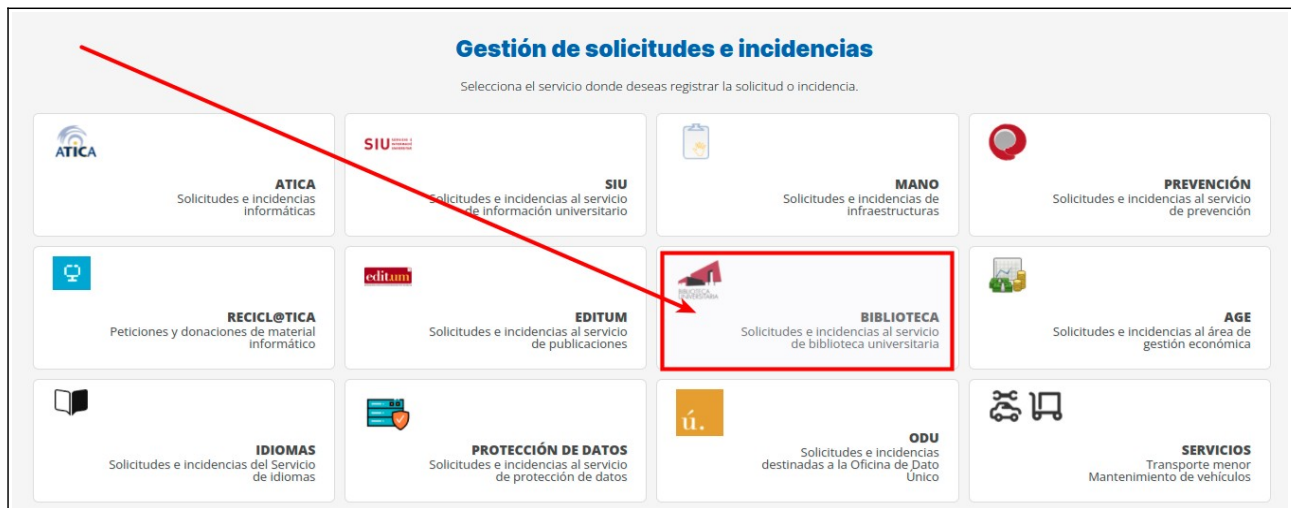 Gestión de solicitudes e incidencias
Selecciona el servicio donde deseas registrar la solicitud o incidencia.
ATICA
ATICA
Solicitudes e incidencias
informáticas
SIU
SIU
Solicitudes e incidencias al servicio
de información universitario
MANO
Solicitudes e incidencias de
infraestructuras
PREVENCIÓN
Solicitudes e incidencias al servicio
de prevención
RECICL@TICA
Peticiones y donaciones de material
informático
editum
EDITUM
Solicitudes e incidencias al servicio
de publicaciones
BIBLIOTECA
UNIVERSITARIA
BIBLIOTECA
Solicitudes e incidencias al servicio
de biblioteca universitaria
AGE
Solicitudes e incidencias al área de
gestión económica
IDIOMAS
Solicitudes e incidencias del Servicio
de idiomas
PROTECCIÓN DE DATOS
Solicitudes e incidencias al servicio
de protección de datos
ú.
ODU
Solicitudes e incidencias
destinadas a la Oficina de Dato
Único
SERVICIOS
Transporte menor
Mantenimiento de vehículos